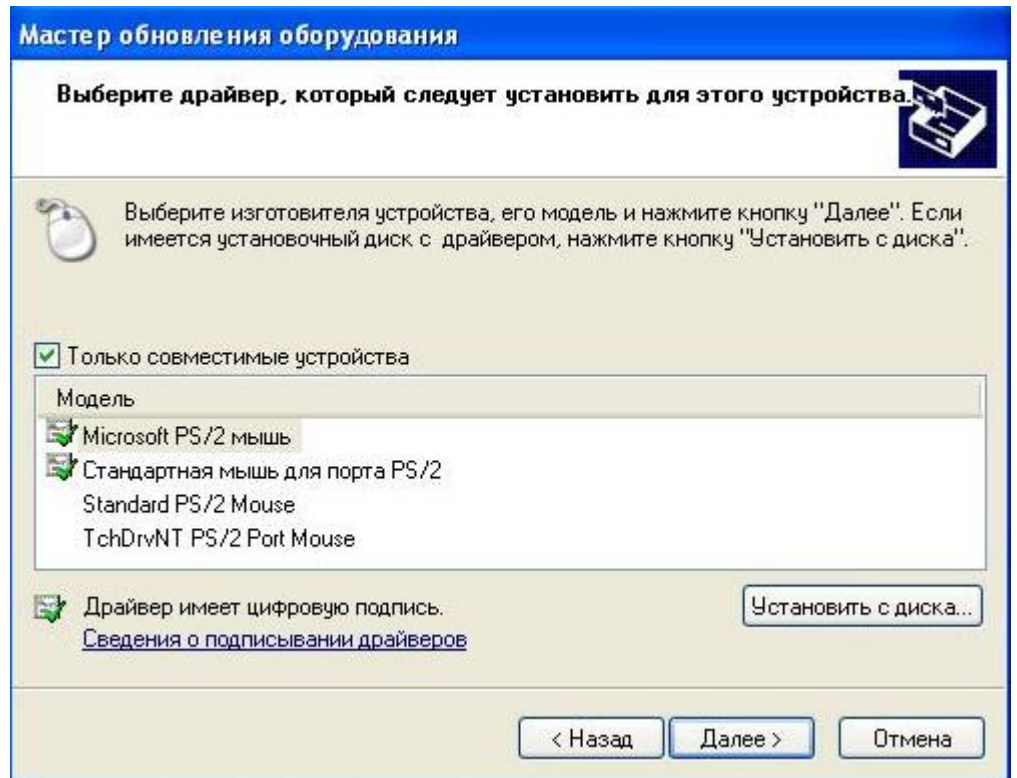 Мастер обновления оборудования
Выберите драйвер, который следует установить для этого устройства.
Выберите изготовителя устройства, его модель и нажмите кнопку "Далее". Если
имеется установочный диск с драйвером, нажмите кнопку "Установить с диска".
Только совместимые устройства
Модель
Microsoft PS/2 мышь
Стандартная мышь для порта PS/2
Standard PS/2 Mouse
TchDrvNT PS/2 Port Mouse
Драйвер имеет цифровую подпись.
Установить с диска...
Сведения о подписывании драйверов
< Назад Далее > Отмена